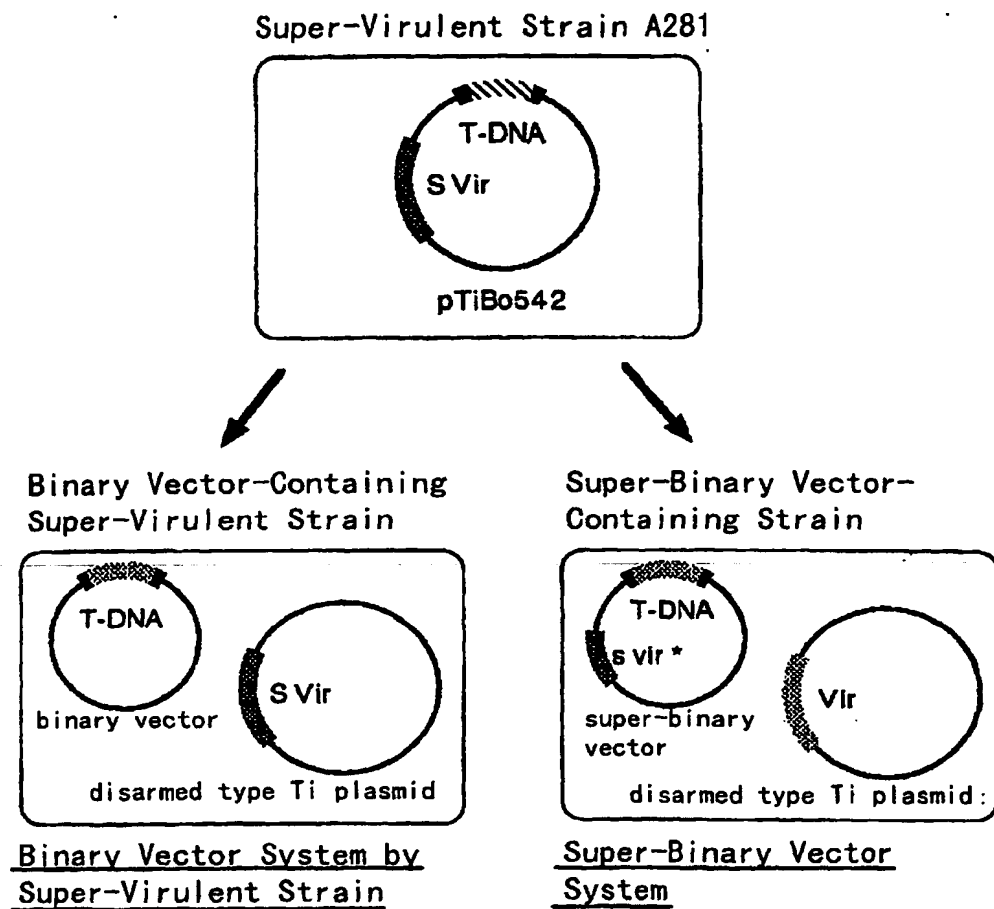 Super-Virulent Strain A281
T-DNA
S Vir
pTiBo542
Binary Vector-Containing
Super-Virulent Strain
T-DNA
binary vector
S Vir
disarmed type Ti plasmid
Binary Vector System by
Super-Virulent Strain
Super-Binary Vector-
Containing Strain
T-DNA
s vir *
super-binary
vector
Vir
disarmed type Ti plasmid:
Super-Binary Vector
System